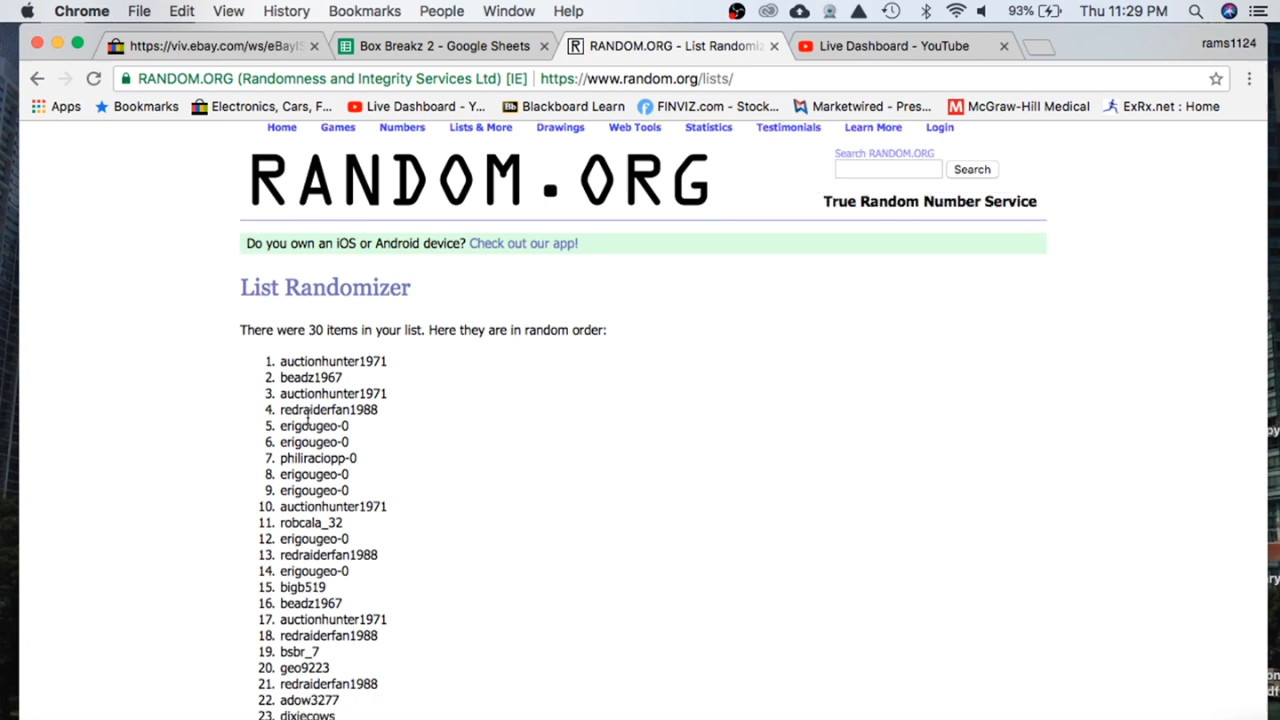 Chrome File Edit View History Bookmarks People Window Help 93% Thu 11:29 PM
https://viv.ebay.com/ws/eBayIS Box Breakz 2 - Google Sheets RANDOM.ORG - List Randomiz Live Dashboard - YouTube rams1124
RANDOM.ORG (Randomness and Integrity Services Ltd) [IE] https://www.random.org/lists/
Apps Bookmarks Electronics, Cars, F... Live Dashboard - Y... Blackboard Learn FINVIZ.com - Stock... Marketwired - Pres... McGraw-Hill Medical ExRx.net : Home
Home Games Numbers Lists & More Drawings Web Tools Statistics Testimonials Learn More Login
RANDOM.ORG
Search RANDOM.ORG
Search
True Random Number Service
Do you own an iOS or Android device? Check out our app!
List Randomizer
There were 30 items in your list. Here they are in random order:
1. auctionhunter1971
2. beadz1967
3. auctionhunter1971
4. redraiderfan1988
5. erigougeo-0
6. erigougeo-0
7. philiraciopp-0
8. erigougeo-0
9. erigougeo-0
10. auctionhunter1971
11. robcala_32
12. erigougeo-0
13. redraiderfan1988
14. erigougeo-0
15. bigb519
16. beadz1967
17. auctionhunter1971
18. redraiderfan1988
19. bsbr_7
20. geo9223
21. redraiderfan1988
22. adow3277
23. dixiecows